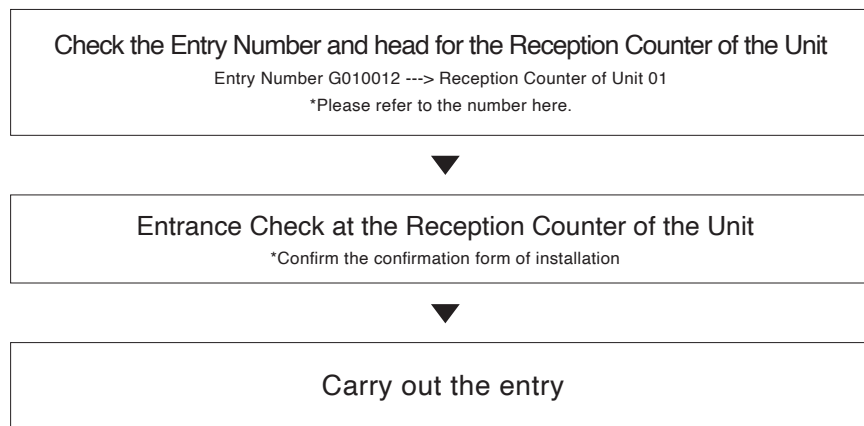 Check the Entry Number and head for the Reception Counter of the Unit
Entry Number G010012 ---> Reception Counter of Unit 01
*Please refer to the number here.
Entrance Check at the Reception Counter of the Unit
*Confirm the confirmation form of installation
Carry out the entry